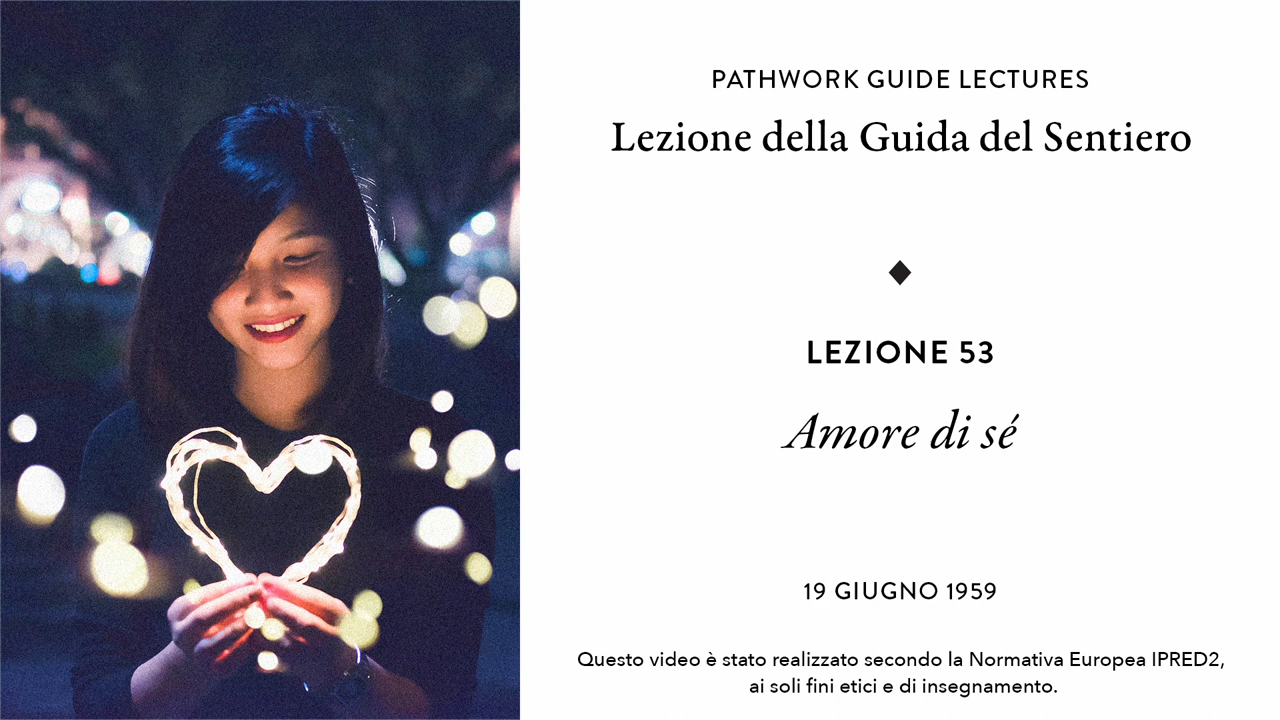 PATHWORK GUIDE LECTURES
Lezione della Guida del Sentiero
LEZIONE 53
Amore di sé
19 GIUGNO 1959
Questo video è stato realizzato secondo la Normativa Europea IPRED2,
ai soli fini etici e di insegnamento.